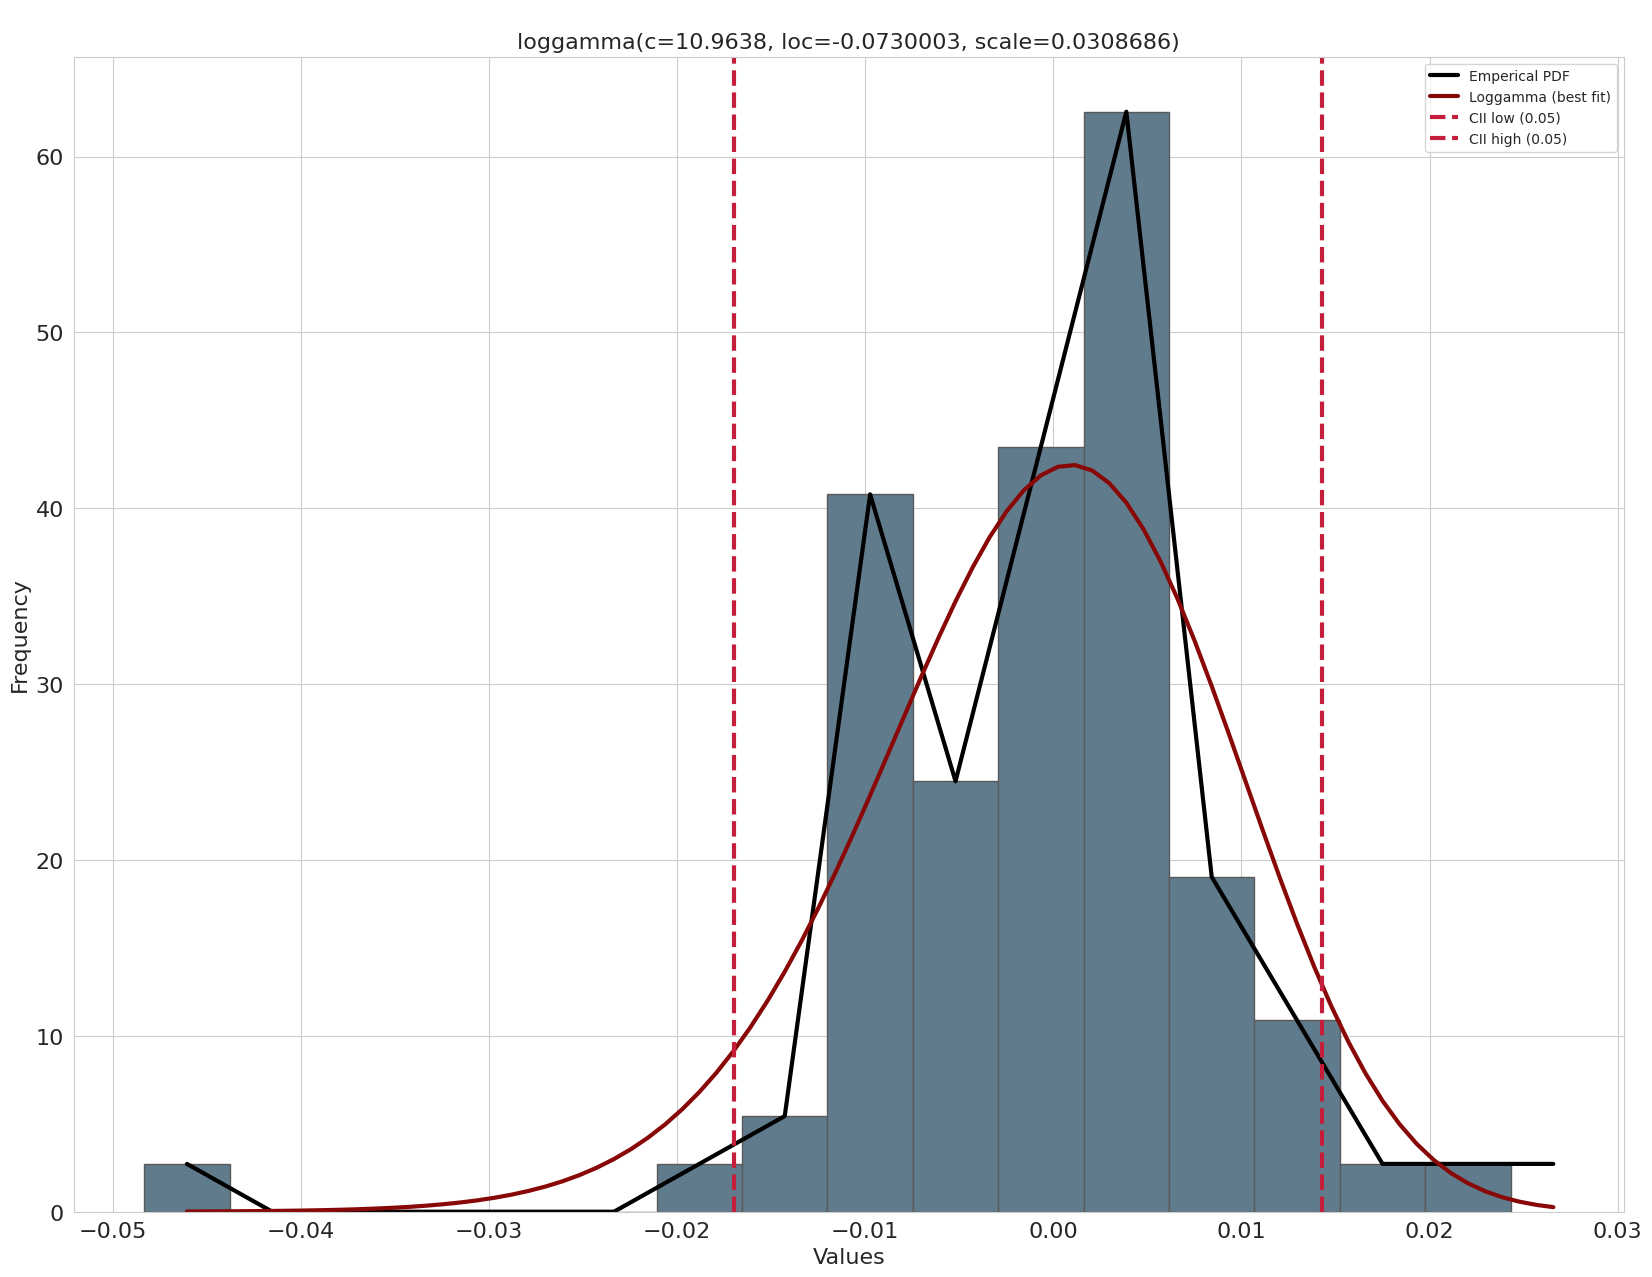 loggamma(c=10.9638, loc=-0.0730003, scale=0.0308686)
Emperical PDF
Loggamma (best fit)
CII low (0.05)
CII high (0.05)
60
50
40
30
20
10
0
Frequency
−0.05 −0.04 −0.03 −0.02 −0.01 0.00 0.01 0.02 0.03
Values